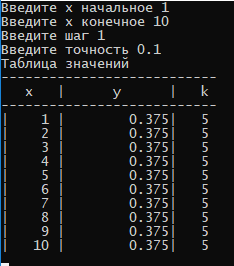 Введите x начальное 1
Введите x конечное 10
Введите шаг 1
Введите точность 0.1
Таблица значений
-----------------------------
|   x   |       y       |   k
-----------------------------
|     1 |          0.375|   5
|     2 |          0.375|   5
|     3 |          0.375|   5
|     4 |          0.375|   5
|     5 |          0.375|   5
|     6 |          0.375|   5
|     7 |          0.375|   5
|     8 |          0.375|   5
|     9 |          0.375|   5
|    10 |          0.375|   5